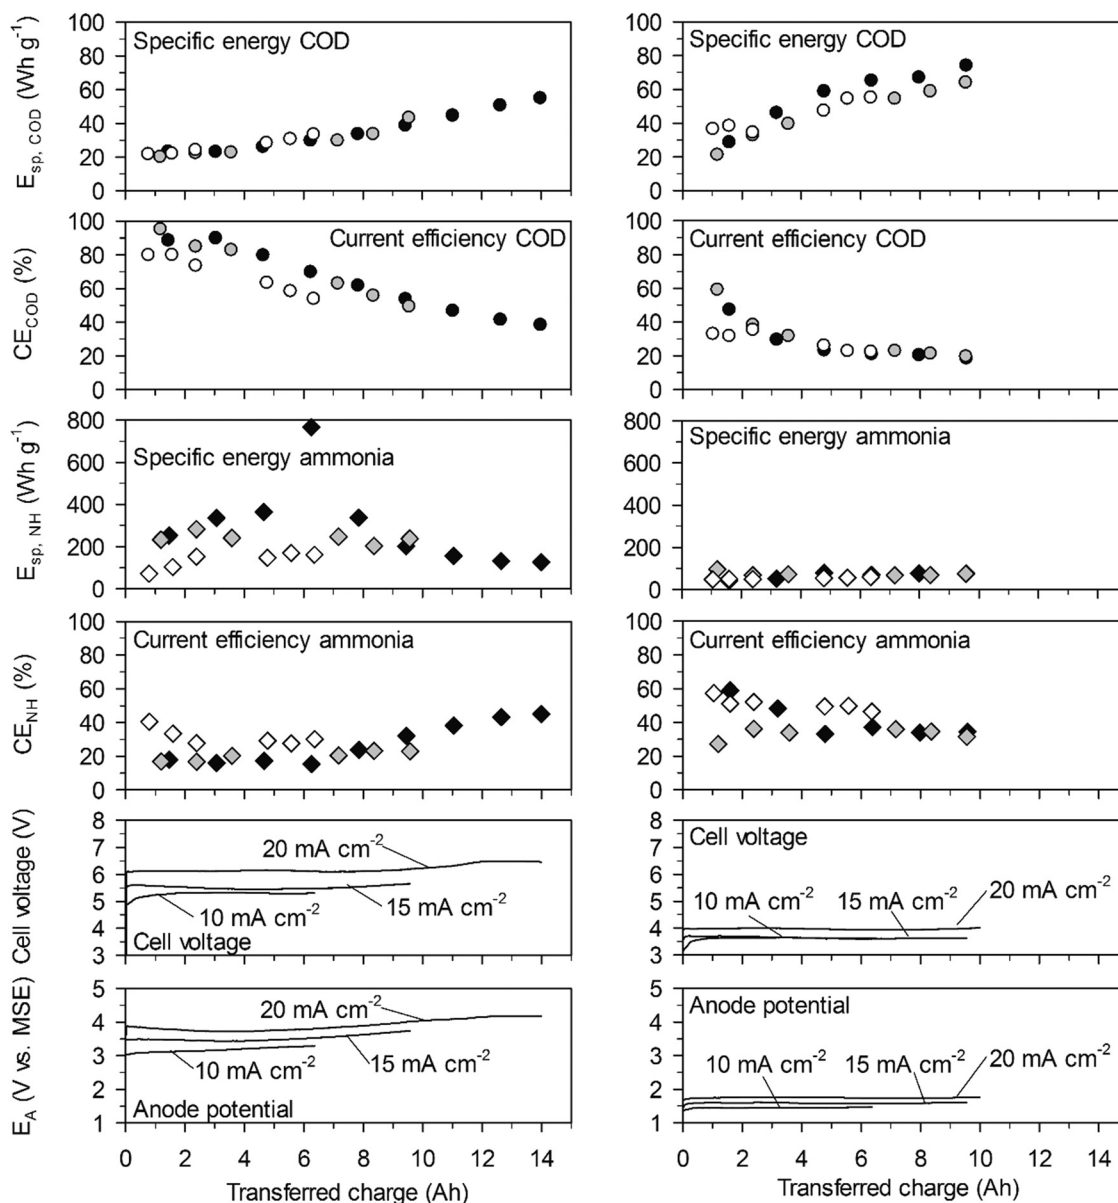 E_sp, COD (Wh g⁻¹)
100
80
60
40
20
0
Specific energy COD
100
80
60
40
20
0
Specific energy COD
CE_COD (%)
100
80
60
40
20
0
Current efficiency COD
100
80
60
40
20
0
Current efficiency COD
E_sp, NH (Wh g⁻¹)
800
600
400
200
0
Specific energy ammonia
800
600
400
200
100
0
Specific energy ammonia
CE_NH (%)
100
80
60
40
20
0
Current efficiency ammonia
100
80
60
40
20
0
Current efficiency ammonia
Cell voltage (V)
8
7
6
5
4
3
20 mA cm⁻²
10 mA cm⁻²
15 mA cm⁻²
Cell voltage
8
7
6
5
4
3
Cell voltage
10 mA cm⁻²
15 mA cm⁻²
20 mA cm⁻²
E_A (V vs. MSE)
5
4
3
2
1
20 mA cm⁻²
10 mA cm⁻²
15 mA cm⁻²
Anode potential
5
4
3
2
1
Anode potential
10 mA cm⁻²
15 mA cm⁻²
20 mA cm⁻²
0 2 4 6 8 10 12 14
Transferred charge (Ah)
0 2 4 6 8 10 12 14
Transferred charge (Ah)